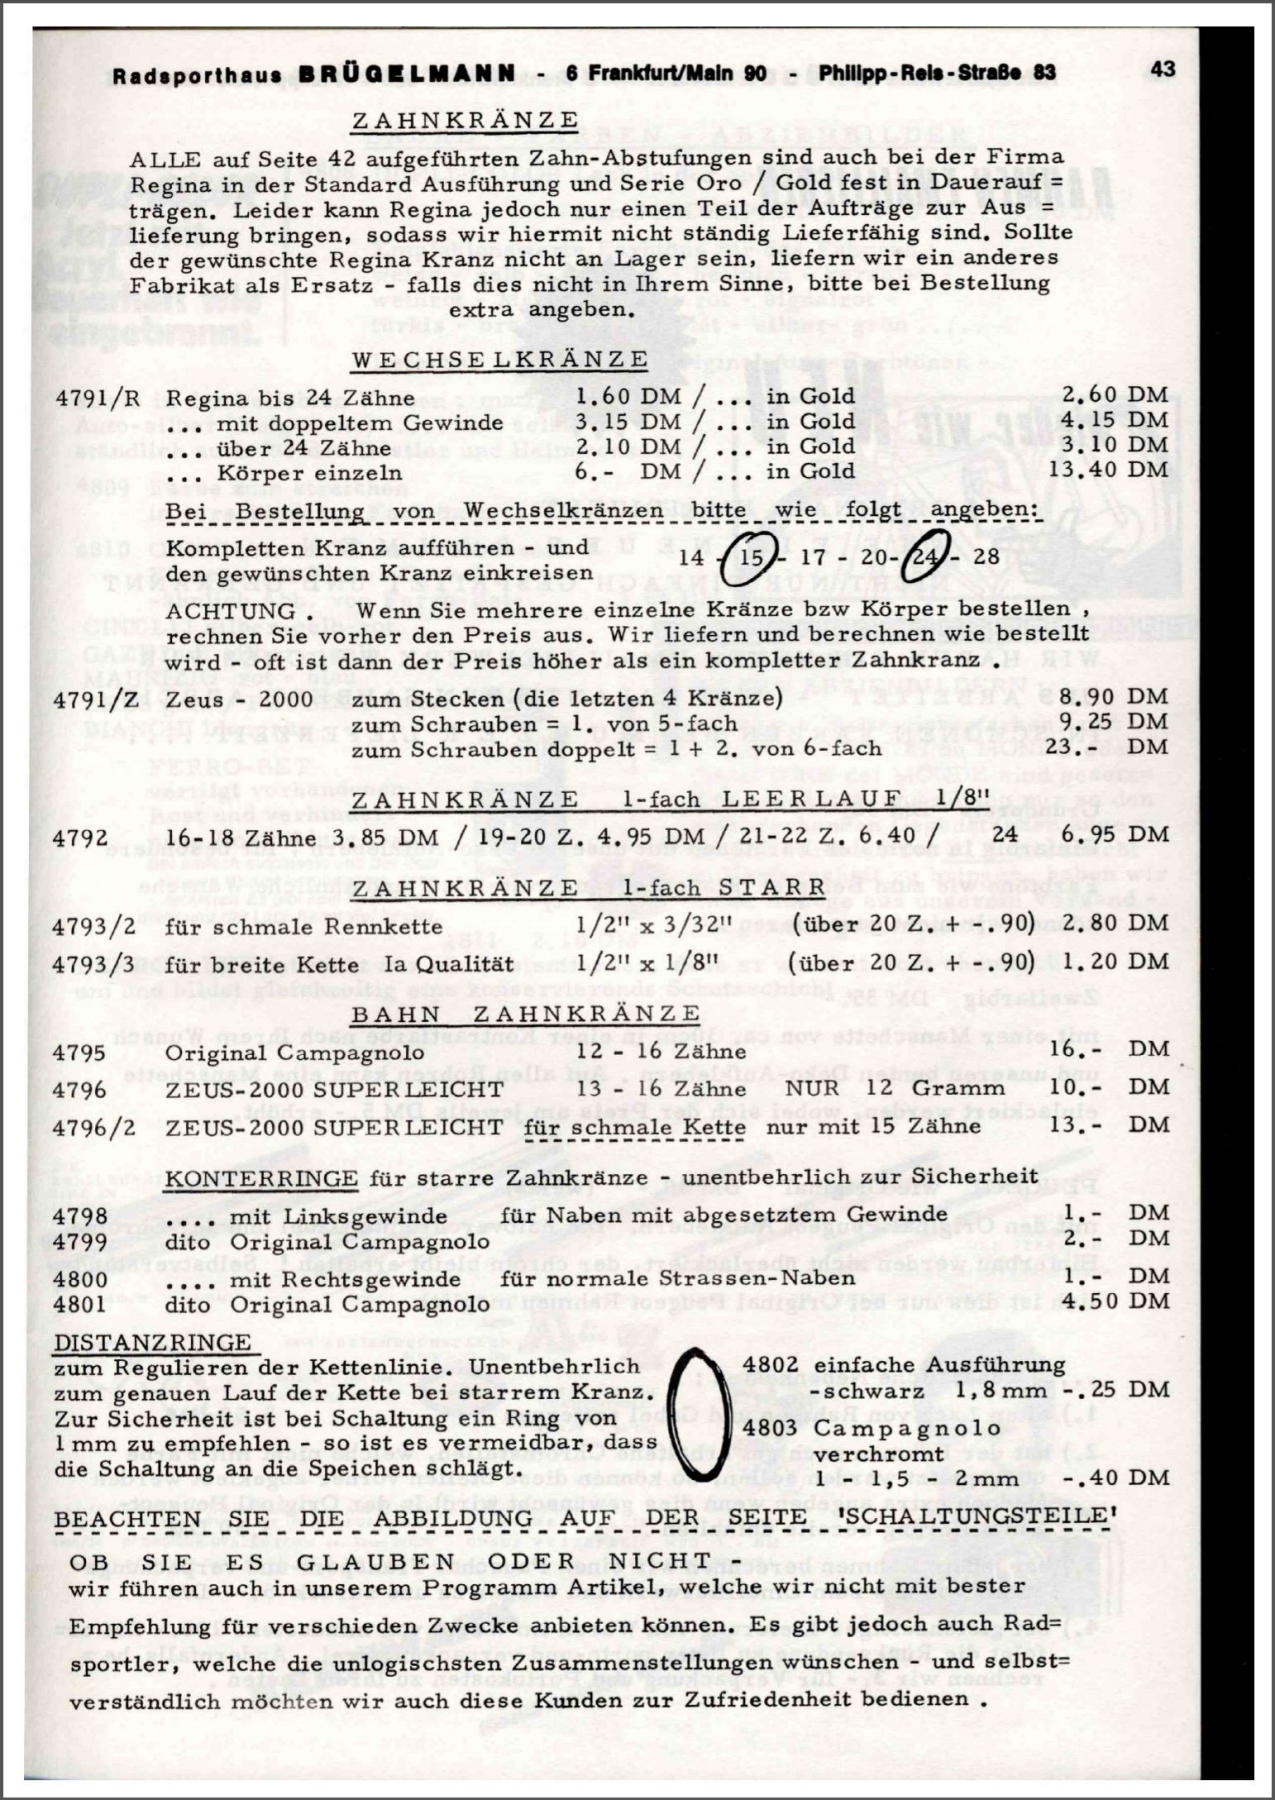 Radsporthaus BRÜGELMANN - 6 Frankfurt/Main 90 - Philipp-Reis-Straße 83 43
ZAHNKRÄNZE
ALLE auf Seite 42 aufgeführten Zahn-Abstufungen sind auch bei der Firma
Regina in der Standard Ausführung und Serie Oro / Gold fest in Dauerauf =
trägen. Leider kann Regina jedoch nur einen Teil der Aufträge zur Aus =
lieferung bringen, sodass wir hiermit nicht ständig Lieferfähig sind. Sollte
der gewünschte Regina Kranz nicht an Lager sein, liefern wir ein anderes
Fabrikat als Ersatz - falls dies nicht in Ihrem Sinne, bitte bei Bestellung
extra angeben.
WECHSELKRÄNZE
4791/R Regina bis 24 Zähne 1.60 DM / ... in Gold 2.60 DM
.... mit doppeltem Gewinde 3.15 DM / ... in Gold 4.15 DM
... über 24 Zähne 2.10 DM / ... in Gold 3.10 DM
... Körper einzeln 6.- DM / ... in Gold 13.40 DM
Bei Bestellung von Wechselkränzen bitte wie folgt angeben:
Kompletten Kranz aufführen - und 14 - 15 - 17 - 20 - 24 - 28
den gewünschten Kranz einkreisen
ACHTUNG . Wenn Sie mehrere einzelne Kränze bzw Körper bestellen ,
rechnen Sie vorher den Preis aus. Wir liefern und berechnen wie bestellt
wird - oft ist dann der Preis höher als ein kompletter Zahnkranz .
4791/Z Zeus - 2000 zum Stecken (die letzten 4 Kränze) 8.90 DM
zum Schrauben = 1. von 5-fach 9.25 DM
zum Schrauben doppelt = 1 + 2. von 6-fach 23.- DM
ZAHNKRÄNZE 1-fach LEERLAUF 1/8"
4792 16-18 Zähne 3.85 DM / 19-20 Z. 4.95 DM / 21-22 Z. 6.40 / 24 6.95 DM
ZAHNKRÄNZE 1-fach STARR
4793/2 für schmale Rennkette 1/2" x 3/32" (über 20 Z. + -.90) 2.80 DM
4793/3 für breite Kette Ia Qualität 1/2" x 1/8" (über 20 Z. + -.90) 1.20 DM
BAHN ZAHNKRÄNZE
4795 Original Campagnolo 12 - 16 Zähne 16.- DM
4796 ZEUS-2000 SUPERLEICHT 13 - 16 Zähne NUR 12 Gramm 10.- DM
4796/2 ZEUS-2000 SUPERLEICHT für schmale Kette nur mit 15 Zähne 13.- DM
KONTERRINGE für starre Zahnkränze - unentbehrlich zur Sicherheit
4798 .... mit Linksgewinde für Naben mit abgesetztem Gewinde 1.- DM
4799 dito Original Campagnolo 2.- DM
4800 .... mit Rechtsgewinde für normale Strassen-Naben 1.- DM
4801 dito Original Campagnolo 4.50 DM
DISTANZRINGE
zum Regulieren der Kettenlinie. Unentbehrlich
zum genauen Lauf der Kette bei starrem Kranz.
Zur Sicherheit ist bei Schaltung ein Ring von
1mm zu empfehlen - so ist es vermeidbar, dass
die Schaltung an die Speichen schlägt.
4802 einfache Ausführung
-schwarz 1,8mm -.25 DM
4803 Campagnolo
verchromt
1 - 1,5 - 2mm -.40 DM
BEACHTEN SIE DIE ABBILDUNG AUF DER SEITE 'SCHALTUNGSTEILE'
OB SIE ES GLAUBEN ODER NICHT -
wir führen auch in unserem Programm Artikel, welche wir nicht mit bester
Empfehlung für verschieden Zwecke anbieten können. Es gibt jedoch auch Rad=
sportler, welche die unlogischsten Zusammenstellungen wünschen - und selbst=
verständlich möchten wir auch diese Kunden zur Zufriedenheit bedienen .